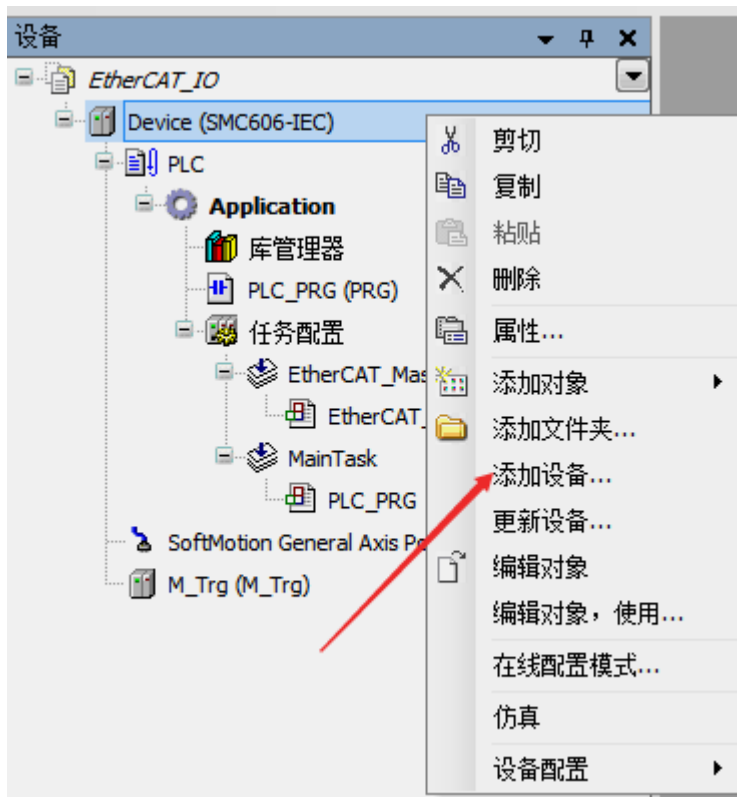 设备
EtherCAT_IO
Device (SMC606-IEC)
PLC
Application
库管理器
PLC_PRG (PRG)
任务配置
EtherCAT_Mas
EtherCAT_
MainTask
PLC_PRG
SoftMotion General Axis Po
M_Trg (M_Trg)
剪切
复制
粘贴
删除
属性...
添加对象
添加文件夹...
添加设备...
更新设备...
编辑对象
编辑对象，使用...
在线配置模式...
仿真
设备配置